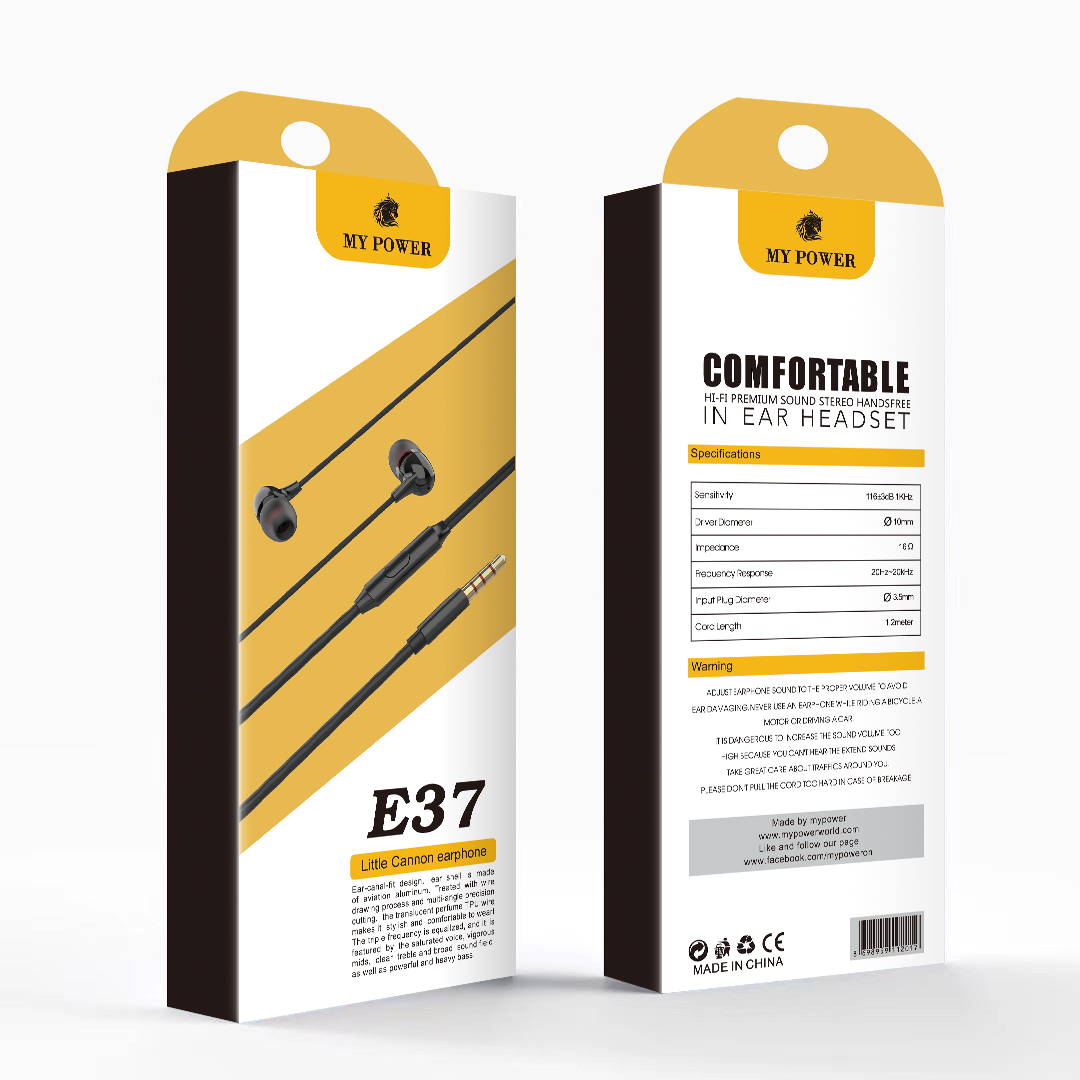 MY POWER
E37
Little Cannon earphone
Ear-canal-fit design, ear shell is made
of aviation aluminum. Treated with wire
drawing process and multi-angle precision
cutting, the translucent perfume TPU wire
makes it stylish and comfortable to wearl
The triple frequency is equalized, and it is
featured by the saturated voice, vigorous
mids, clear treble and broad sound field,
as well as powerful and heavy bass.
MY POWER
COMFORTABLE
HI-FI PREMIUM SOUND STEREO HANDSFREE
IN EAR HEADSET
Specifications
Sensitivity 116±3dB 1KHz
Driver Diameter Ø 10mm
Impedance 16 Ω
Frequency Response 20Hz~20kHz
Input Plug Diameter Ø 3.5mm
Cord Length 1.2meter
Warning
ADJUST EARPHONE SOUND TO THE PROPER VOLUME TO AVOID
EAR DAMAGING.NEVER USE AN EARPHONE WHILE RIDING A BICYCLE.A
MOTOR OR DRIVING A CAR
IT IS DANGEROUS TO INCREASE THE SOUND VOLUME TOO
HIGH BECAUSE YOU CAN'T HEAR THE EXTEND SOUNDS
TAKE GREAT CARE ABOUT TRAFFICS AROUND YOU.
PLEASE DON'T PULL THE CORD TOO HARD IN CASE OF BREAKAGE
Made by mypower
www.mypowerworld.com
Like and follow our page
www.facebook.com/mypoweron
CE
MADE IN CHINA